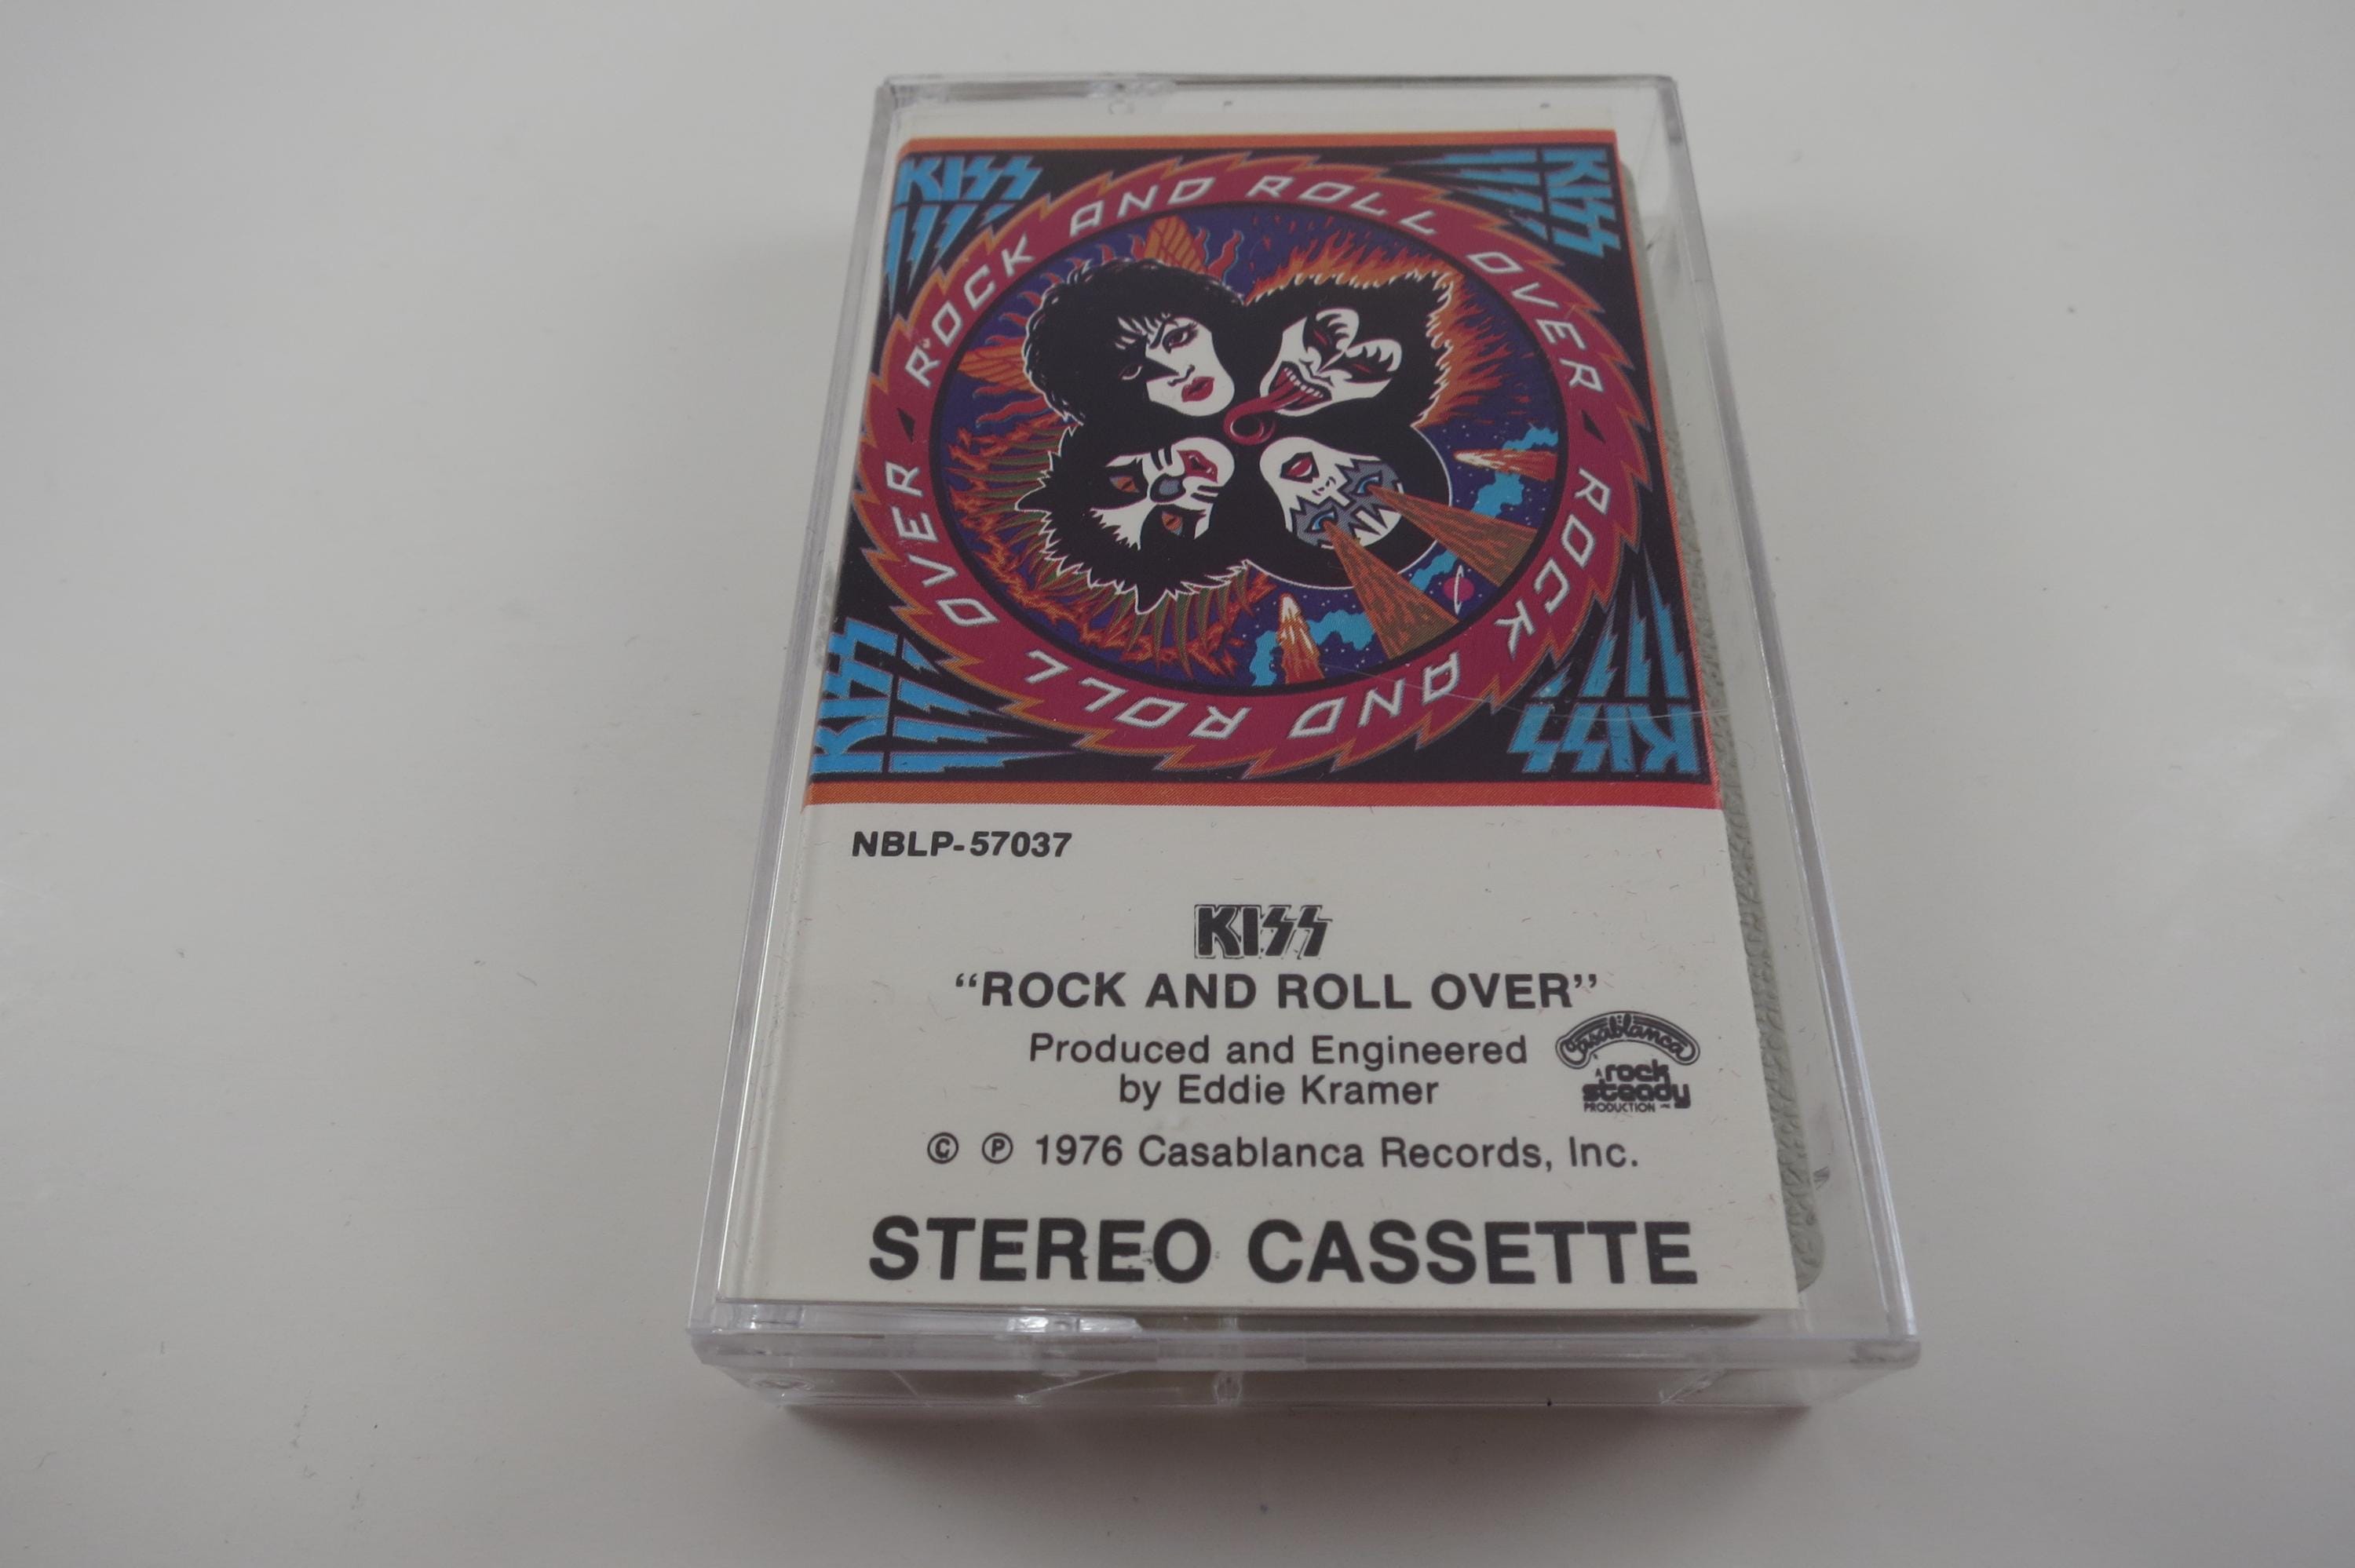 KISS
KISS
ROCK AND ROLL OVER
ROCK AND ROLL OVER
KISS
KISS
NBLP-57037
KISS
“ROCK AND ROLL OVER”
Produced and Engineered
by Eddie Kramer
Casablanca
A rock
steady
PRODUCTION
© ℗ 1976 Casablanca Records, Inc.
STEREO CASSETTE